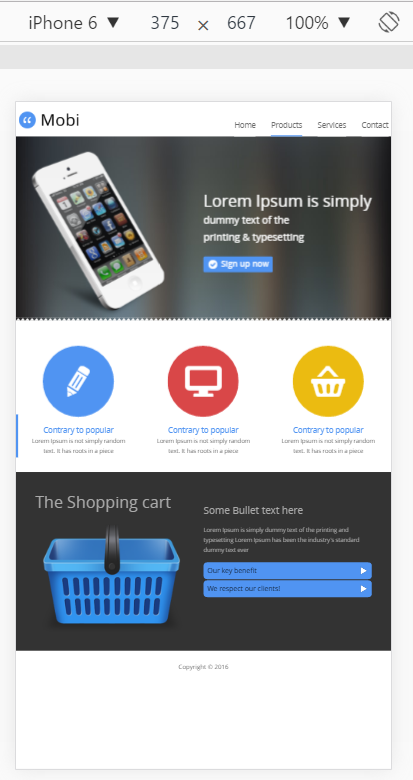 iPhone 6 ▼ 375 × 667 100% ▼
Mobi
Home Products Services Contact
Lorem Ipsum is simply
dummy text of the
printing & typesetting
Sign up now
Contrary to popular
Lorem Ipsum is not simply random
text. It has roots in a piece
Contrary to popular
Lorem Ipsum is not simply random
text. It has roots in a piece
Contrary to popular
Lorem Ipsum is not simply random
text. It has roots in a piece
The Shopping cart
Some Bullet text here
Lorem Ipsum is simply dummy text of the printing and
typesetting Lorem Ipsum has been the industry's standard
dummy text ever
Our key benefit
We respect our clients!
Copyright © 2016